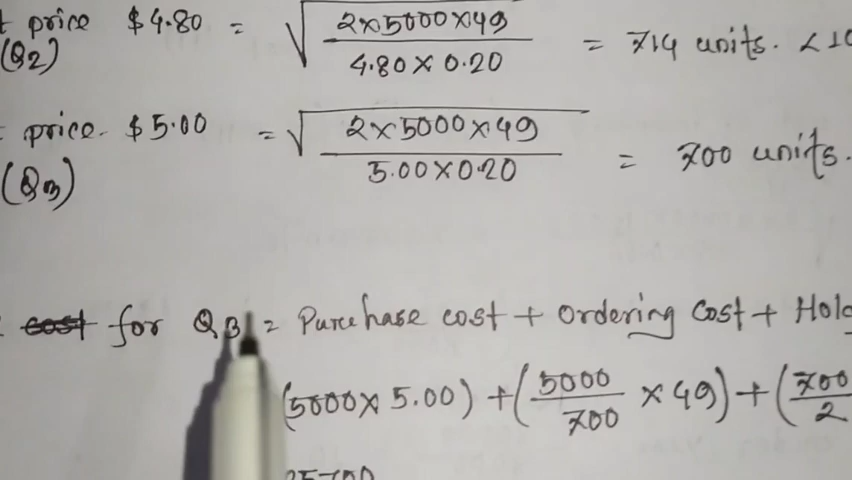 price $4.80 = √ 2×5000×49 / 4.80×0.20 = 714 units. <10
(Q2)
price. $5.00 = √ 2×5000×49 / 5.00×0.20 = 700 units.
(Q3)
cost for Q3 = Purchase cost + Ordering Cost + Hold
(5000×5.00) + (5000/700 ×49) + (700/2
25700